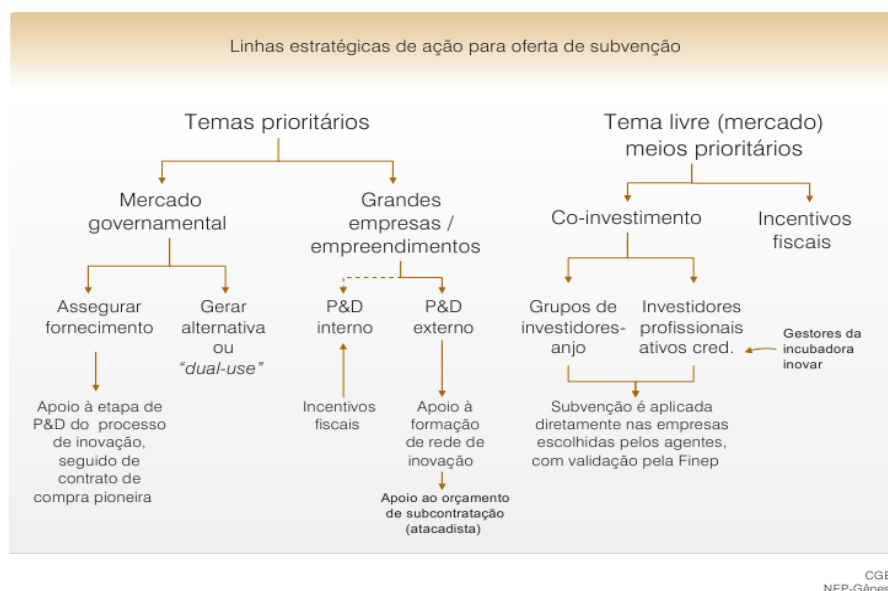 Linhas estratégicas de ação para oferta de subvenção
Temas prioritários
Tema livre (mercado)
meios prioritários
Mercado
governamental
Grandes
empresas /
empreendimentos
Co-investimento
Incentivos
fiscais
Assegurar
fornecimento
Gerar
alternativa
ou
“dual-use”
P&D
interno
P&D
externo
Grupos de
investidores-
anjo
Investidores
profissionais
ativos cred.
Gestores da
incubadora
inovar
Apoio à etapa de
P&D do processo
de inovação,
seguido de
contrato de
compra pioneira
Incentivos
fiscais
Apoio à
formação
de rede de
inovação
Apoio ao orçamento
de subcontratação
(atacadista)
Subvenção é aplicada
diretamente nas empresas
escolhidas pelos agentes,
com validação pela Finep